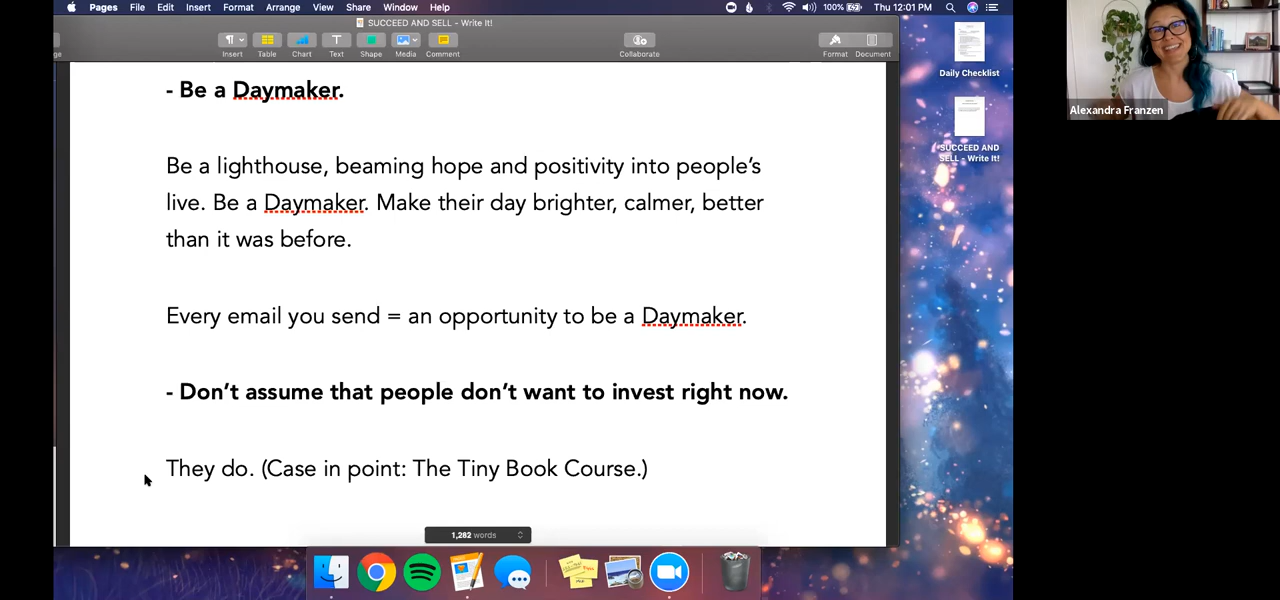 Pages File Edit Insert Format Arrange View Share Window Help 100% Thu 12:01 PM
SUCCEED AND SELL - Write It!
ge Insert Table Chart Text Shape Media Comment Collaborate Format Document
- Be a Daymaker.
Be a lighthouse, beaming hope and positivity into people's
live. Be a Daymaker. Make their day brighter, calmer, better
than it was before.
Every email you send = an opportunity to be a Daymaker.
- Don't assume that people don't want to invest right now.
They do. (Case in point: The Tiny Book Course.)
1,282 words
Daily Checklist
SUCCEED AND
SELL - Write It!
Alexandra Franzen